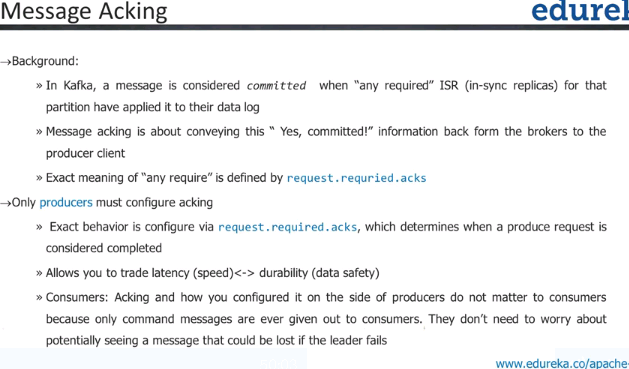 Message Acking
edurek
→Background:
» In Kafka, a message is considered committed when "any required" ISR (in-sync replicas) for that
partition have applied it to their data log
» Message acking is about conveying this " Yes, committed!" information back form the brokers to the
producer client
» Exact meaning of "any require" is defined by request.requried.acks
→Only producers must configure acking
» Exact behavior is configure via request.required.acks, which determines when a produce request is
considered completed
» Allows you to trade latency (speed)<-> durability (data safety)
» Consumers: Acking and how you configured it on the side of producers do not matter to consumers
because only command messages are ever given out to consumers. They don't need to worry about
potentially seeing a message that could be lost if the leader fails
www.edureka.co/apache-